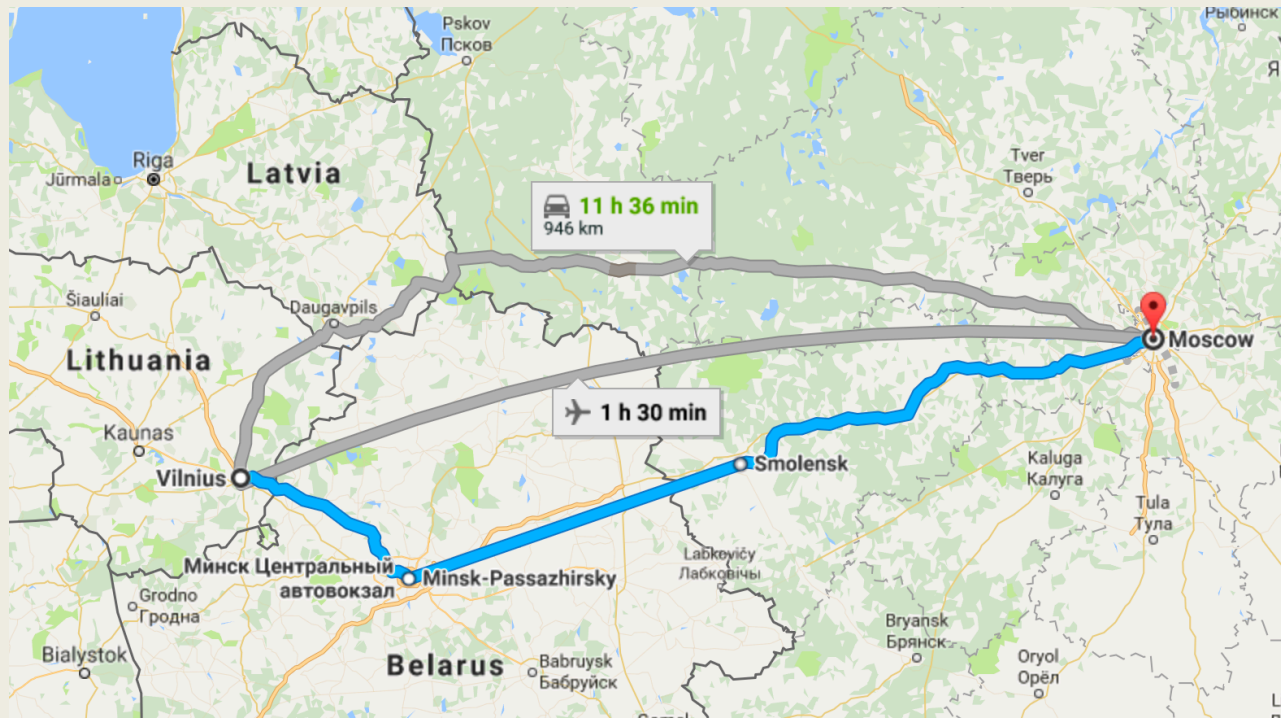 Pskov
Псков
Рыбинск
Riga
Jūrmala
Latvia
Tver
Тверь
11 h 36 min
946 km
Šiauliai
Daugavpils
Moscow
Lithuania
1 h 30 min
Kaunas
Vilnius
Smolensk
Kaluga
Калуга
Tula
Тула
Labkovičy
Лабковічы
Минск Центральный
автовокзал
Minsk-Passazhirsky
Grodno
Гродна
Bryansk
Брянск
Bialystok
Belarus
Babruysk
Бабруйск
Oryol
Орёл